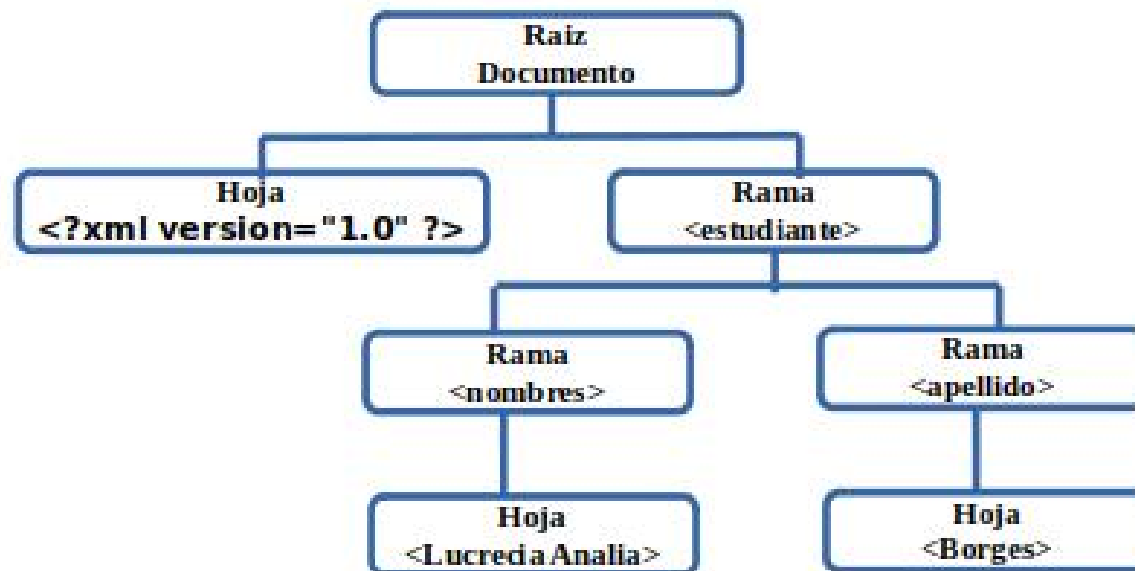 Raiz
Documento
Hoja
<?xml version="1.0" ?>
Rama
<estudiante>
Rama
<nombres>
Rama
<apellido>
Hoja
<Lucrecia Analia>
Hoja
<Borges>